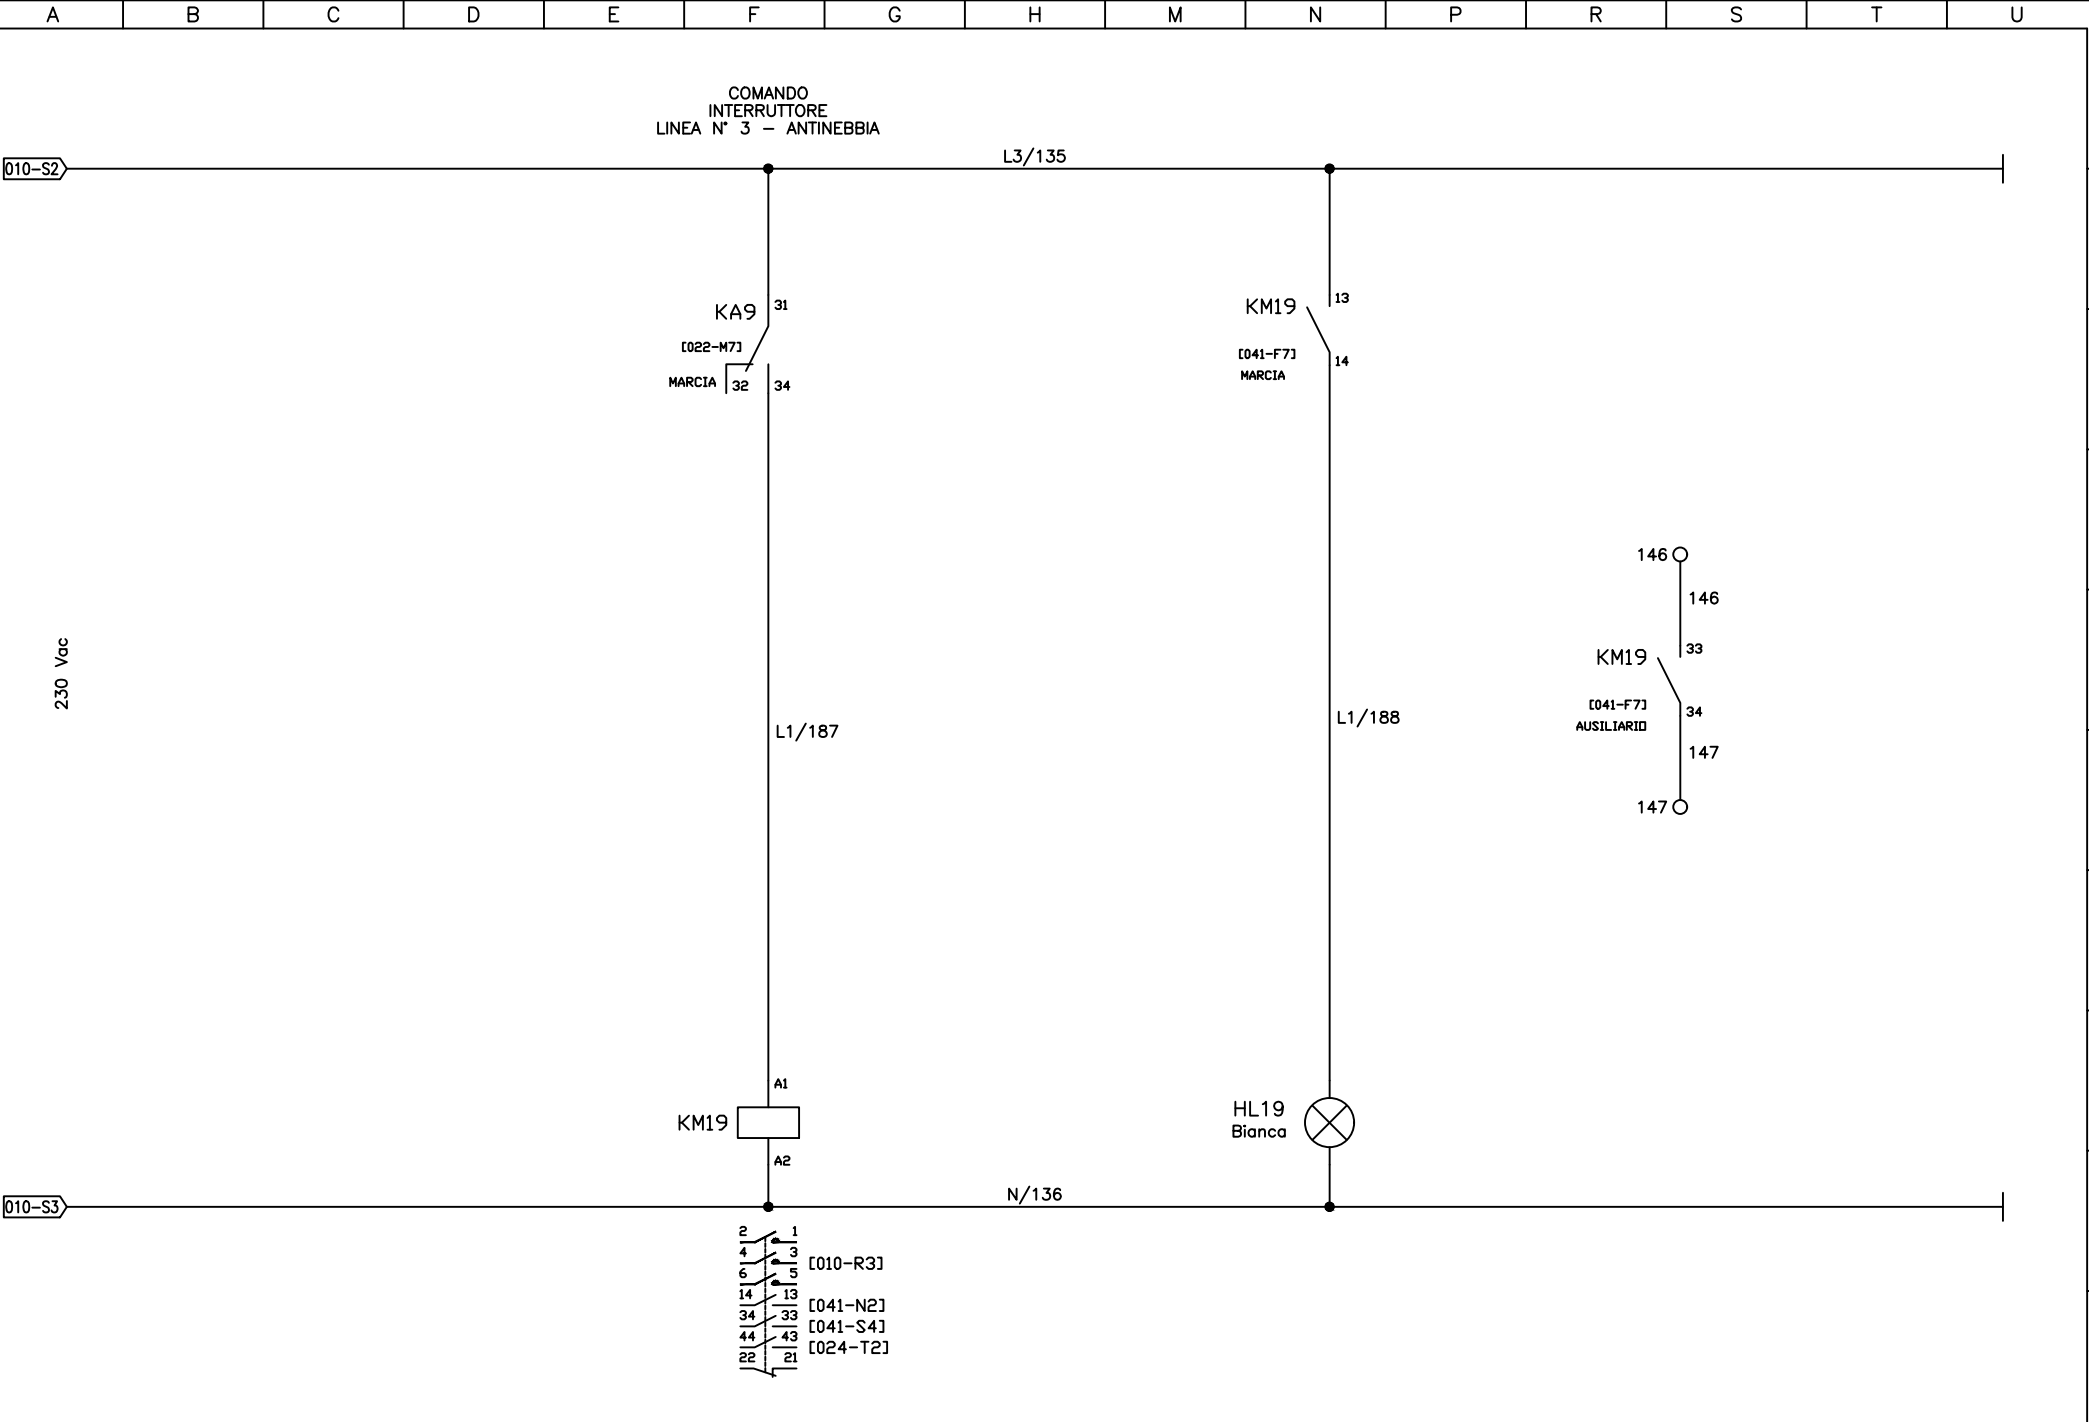 A B C D E F G H M N P R S T U
COMANDO
INTERRUTTORE
LINEA N° 3 – ANTINEBBIA
L3/135
010–S2
31
KA9
[022–M7]
MARCIA
32
34
13
KM19
[041–F7]
14
MARCIA
146
146
33
KM19
[041–F7]
34
AUSILIARIO
147
147
230 Vac
L1/187
L1/188
A1
KM19
A2
HL19
Bianca
N/136
010–S3
2 1
4 3
[010–R3]
6 5
14 13
[041–N2]
34 33
[041–S4]
44 43
[024–T2]
22 21